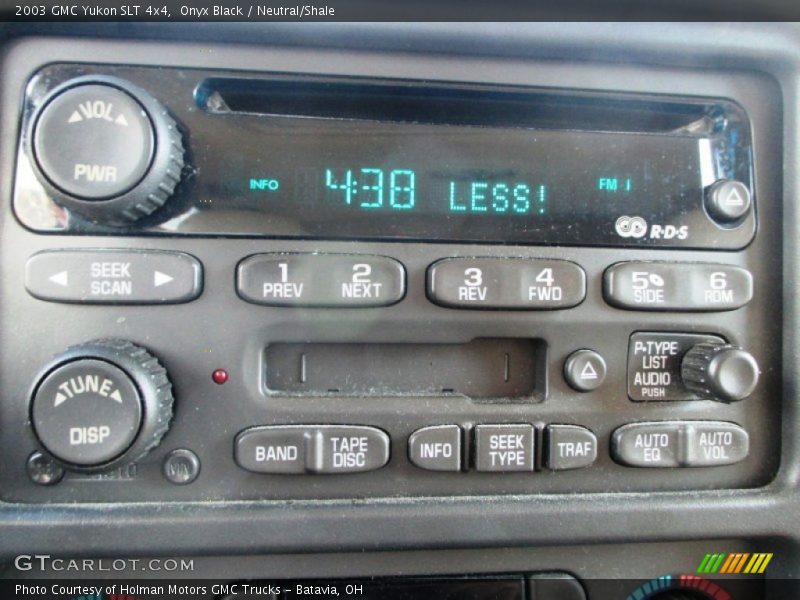 2003 GMC Yukon SLT 4x4,  Onyx Black / Neutral/Shale
VOL
PWR
INFO
4:38 LESS!
FM 1
R·D·S
SEEK
SCAN
1
PREV
2
NEXT
3
REV
4
FWD
5
SIDE
6
RDM
TUNE
DISP
P·TYPE
LIST
AUDIO
PUSH
BAND
TAPE
DISC
INFO
SEEK
TYPE
TRAF
AUTO
EQ
AUTO
VOL
GTCARLOT.COM
Photo Courtesy of Holman Motors GMC Trucks – Batavia, OH